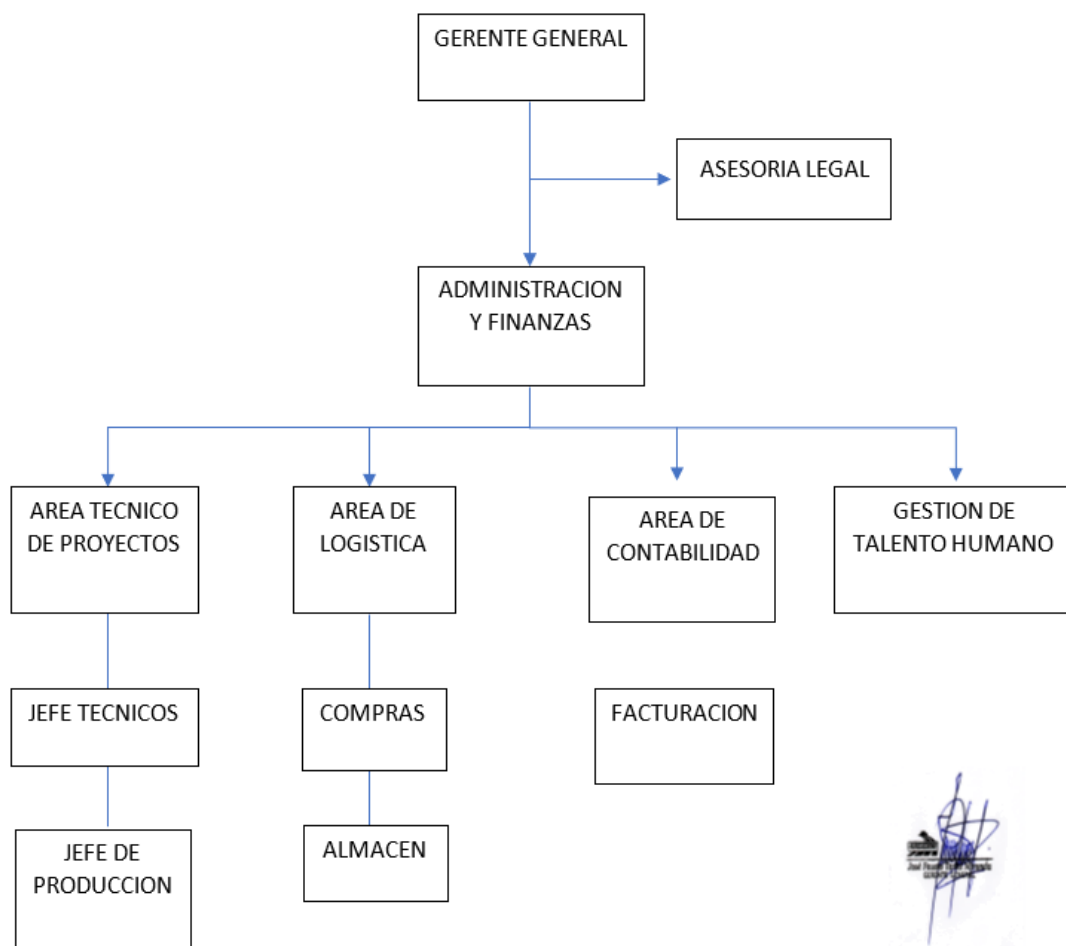 GERENTE GENERAL
ASESORIA LEGAL
ADMINISTRACION
Y FINANZAS
AREA TECNICO
DE PROYECTOS
AREA DE
LOGISTICA
AREA DE
CONTABILIDAD
GESTION DE
TALENTO HUMANO
JEFE TECNICOS
COMPRAS
FACTURACION
JEFE DE
PRODUCCION
ALMACEN